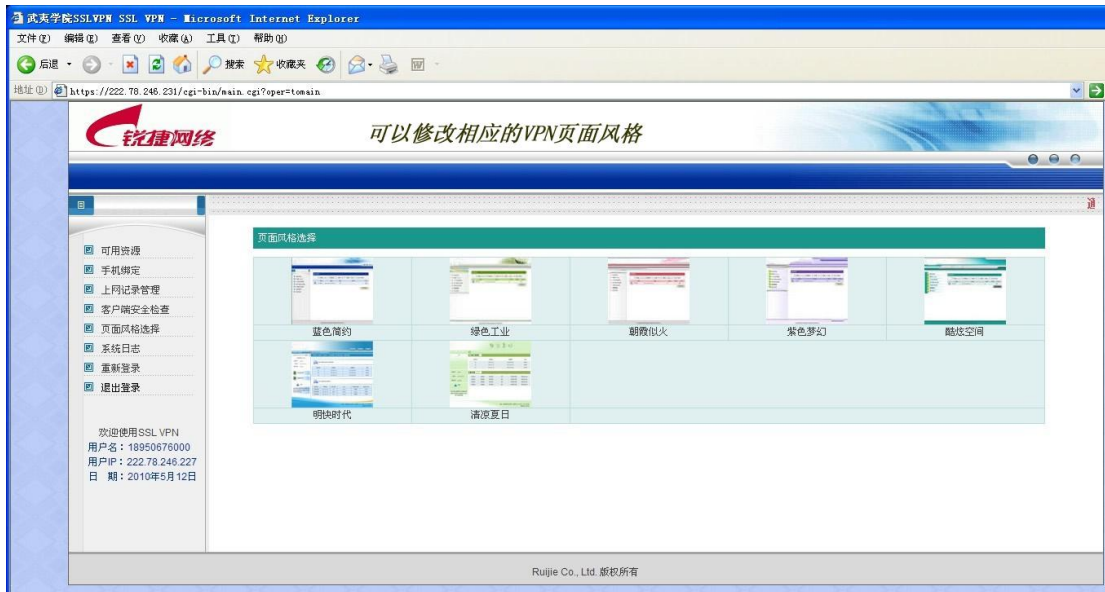 武夷学院SSLVPN SSL VPN - Microsoft Internet Explorer
文件(F) 编辑(E) 查看(V) 收藏(A) 工具(T) 帮助(H)
后退 搜索 收藏夹
地址(D) https://222.78.246.231/cgi-bin/main.cgi?oper=tomain
锐捷网络 可以修改相应的VPN页面风格
通
页面风格选择
可用资源
手机绑定
上网记录管理
客户端安全检查
页面风格选择
系统日志
重新登录
退出登录
蓝色简约 绿色工业 朝霞似火 紫色梦幻 酷炫空间
明快时代 清凉夏日
欢迎使用SSL VPN
用户名:18950676000
用户IP:222.78.246.227
日 期:2010年5月12日
Ruijie Co., Ltd. 版权所有